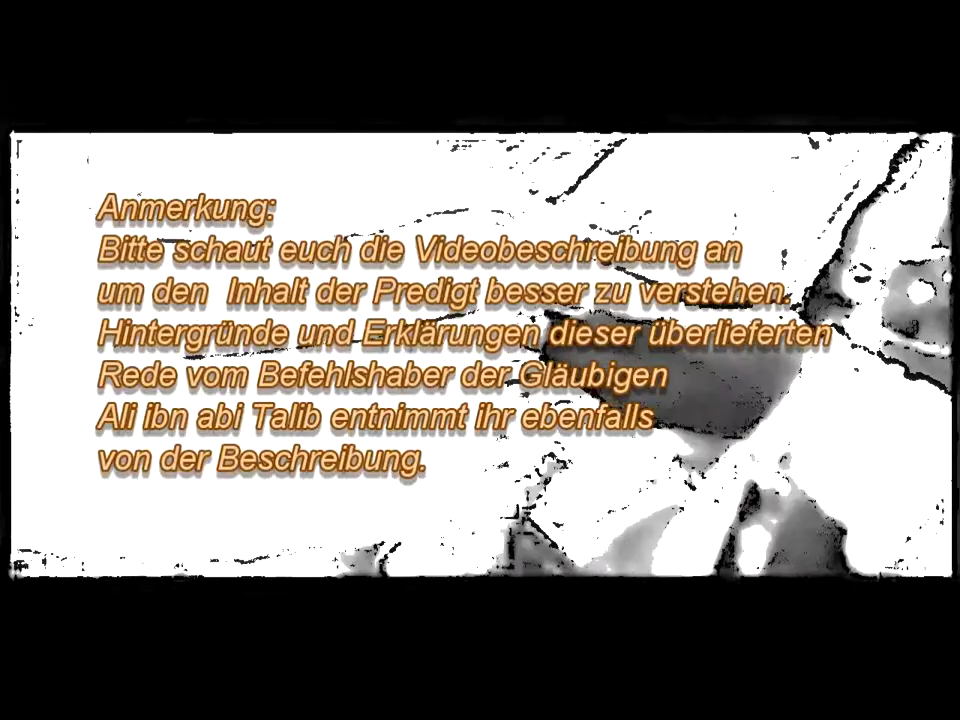 Anmerkung:
Bitte schaut euch die Videobeschreibung an
um den Inhalt der Predigt besser zu verstehen.
Hintergründe und Erklärungen dieser überlieferten
Rede vom Befehlshaber der Gläubigen
Ali ibn abi Talib entnimmt ihr ebenfalls
von der Beschreibung.